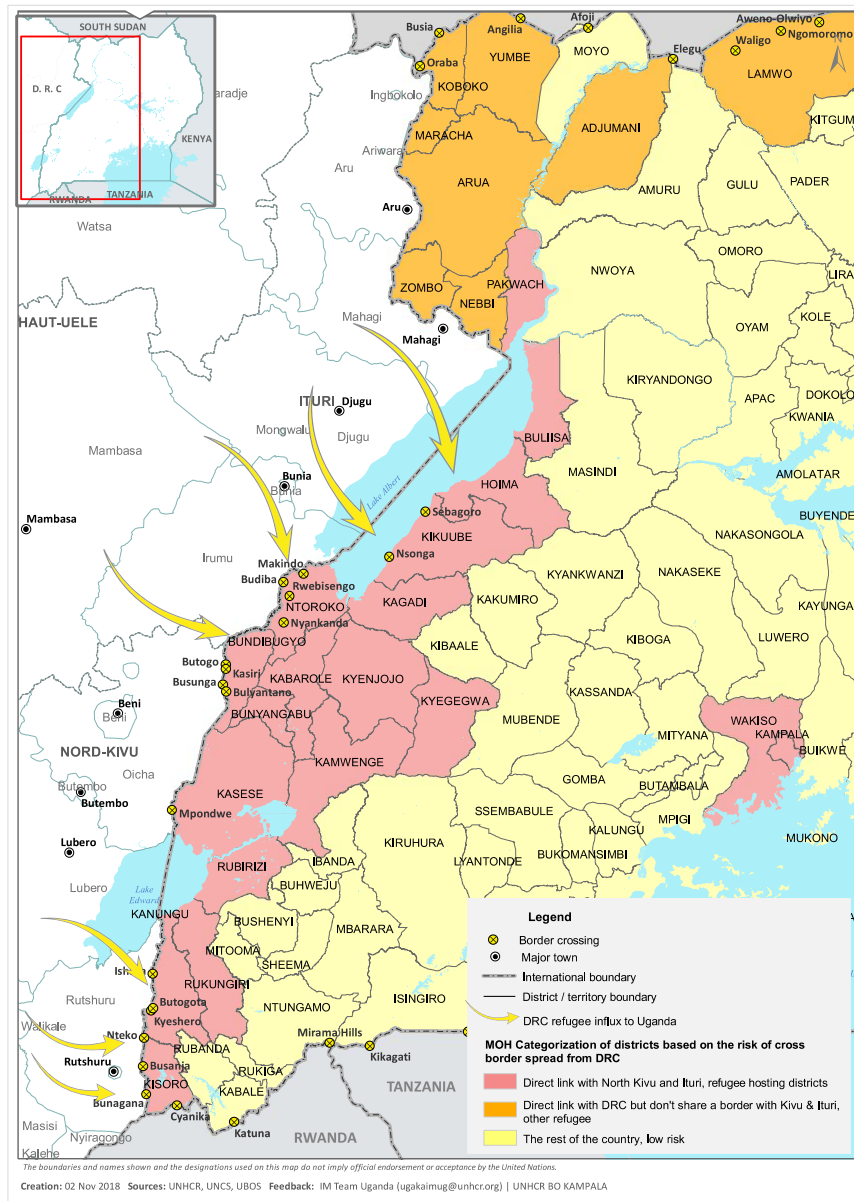 SOUTH SUDAN
D. R. C
KENYA
RWANDA
TANZANIA
aradje
Watsa
HAUT-UELE
Busia
Angilia
Afoji
Aweno-Olwiyo
Ngomoromo
Waligo
Elegu
Oraba
YUMBE
MOYO
LAMWO
KOBOKO
Ingbokolo
KITGUM
MARACHA
ADJUMANI
Ariwara
Aru
ARUA
Aru
AMURU
GULU
PADER
OMORO
NWOYA
LIRA
ZOMBO
PAKWACH
NEBBI
Mahagi
Mahagi
OYAM
KOLE
KIRYANDONGO
APAC
DOKOLO
KWANIA
ITURI
Djugu
Mongwalu
Djugu
BULIISA
MASINDI
Mambasa
Bunia
Bunia
Lake Albert
HOIMA
AMOLATAR
BUYENDE
Mambasa
Sebagoro
KIKUUBE
NAKASONGOLA
Irumu
Nsonga
Makindo
Budiba
Rwebisengo
NTOROKO
Nyankanda
KAGADI
KAKUMIRO
KYANKWANZI
NAKASEKE
KAYUNGA
BUNDIBUGYO
KIBAALE
KIBOGA
LUWERO
Butogo
Kasiri
Busunga
Bulyantano
KABAROLE
KYENJOJO
KYEGEGWA
KASSANDA
Beni
Beni
BUNYANGABU
MUBENDE
WAKISO
MITYANA
KAMPALA
BUIKWE
NORD-KIVU
Oicha
KAMWENGE
GOMBA
BUTAMBALA
Butembo
Butembo
KASESE
Mpondwe
SSEMBABULE
MPIGI
KALUNGU
MUKONO
Lubero
KIRUHURA
LYANTONDE
BUKOMANSIMBI
IBANDA
RUBIRIZI
BUHWEJU
Lubero
Lake
Edward
KANUNGU
BUSHENYI
MBARARA
MITOOMA
SHEEMA
RUKUNGIRI
Butogota
Kyeshero
ISINGIRO
NTUNGAMO
Rutshuru
Walikale
Nteko
Mirama Hills
Kikagati
RUBANDA
Rutshuru
Busanja
RUKIGA
KISORO
KABALE
TANZANIA
Bunagana
Cyanika
Katuna
Masisi
Nyiragongo
Kalehe
RWANDA
Legend
Border crossing
Major town
International boundary
District / territory boundary
DRC refugee influx to Uganda
MOH Categorization of districts based on the risk of cross
border spread from DRC
Direct link with North Kivu and Ituri, refugee hosting districts
Direct link with DRC but don't share a border with Kivu & Ituri,
other refugee
The rest of the country, low risk
The boundaries and names shown and the designations used on this map do not imply official endorsement or acceptance by the United Nations.
Creation: 02 Nov 2018 Sources: UNHCR, UNCS, UBOS Feedback: IM Team Uganda (ugakaimug@unhcr.org) | UNHCR BO KAMPALA